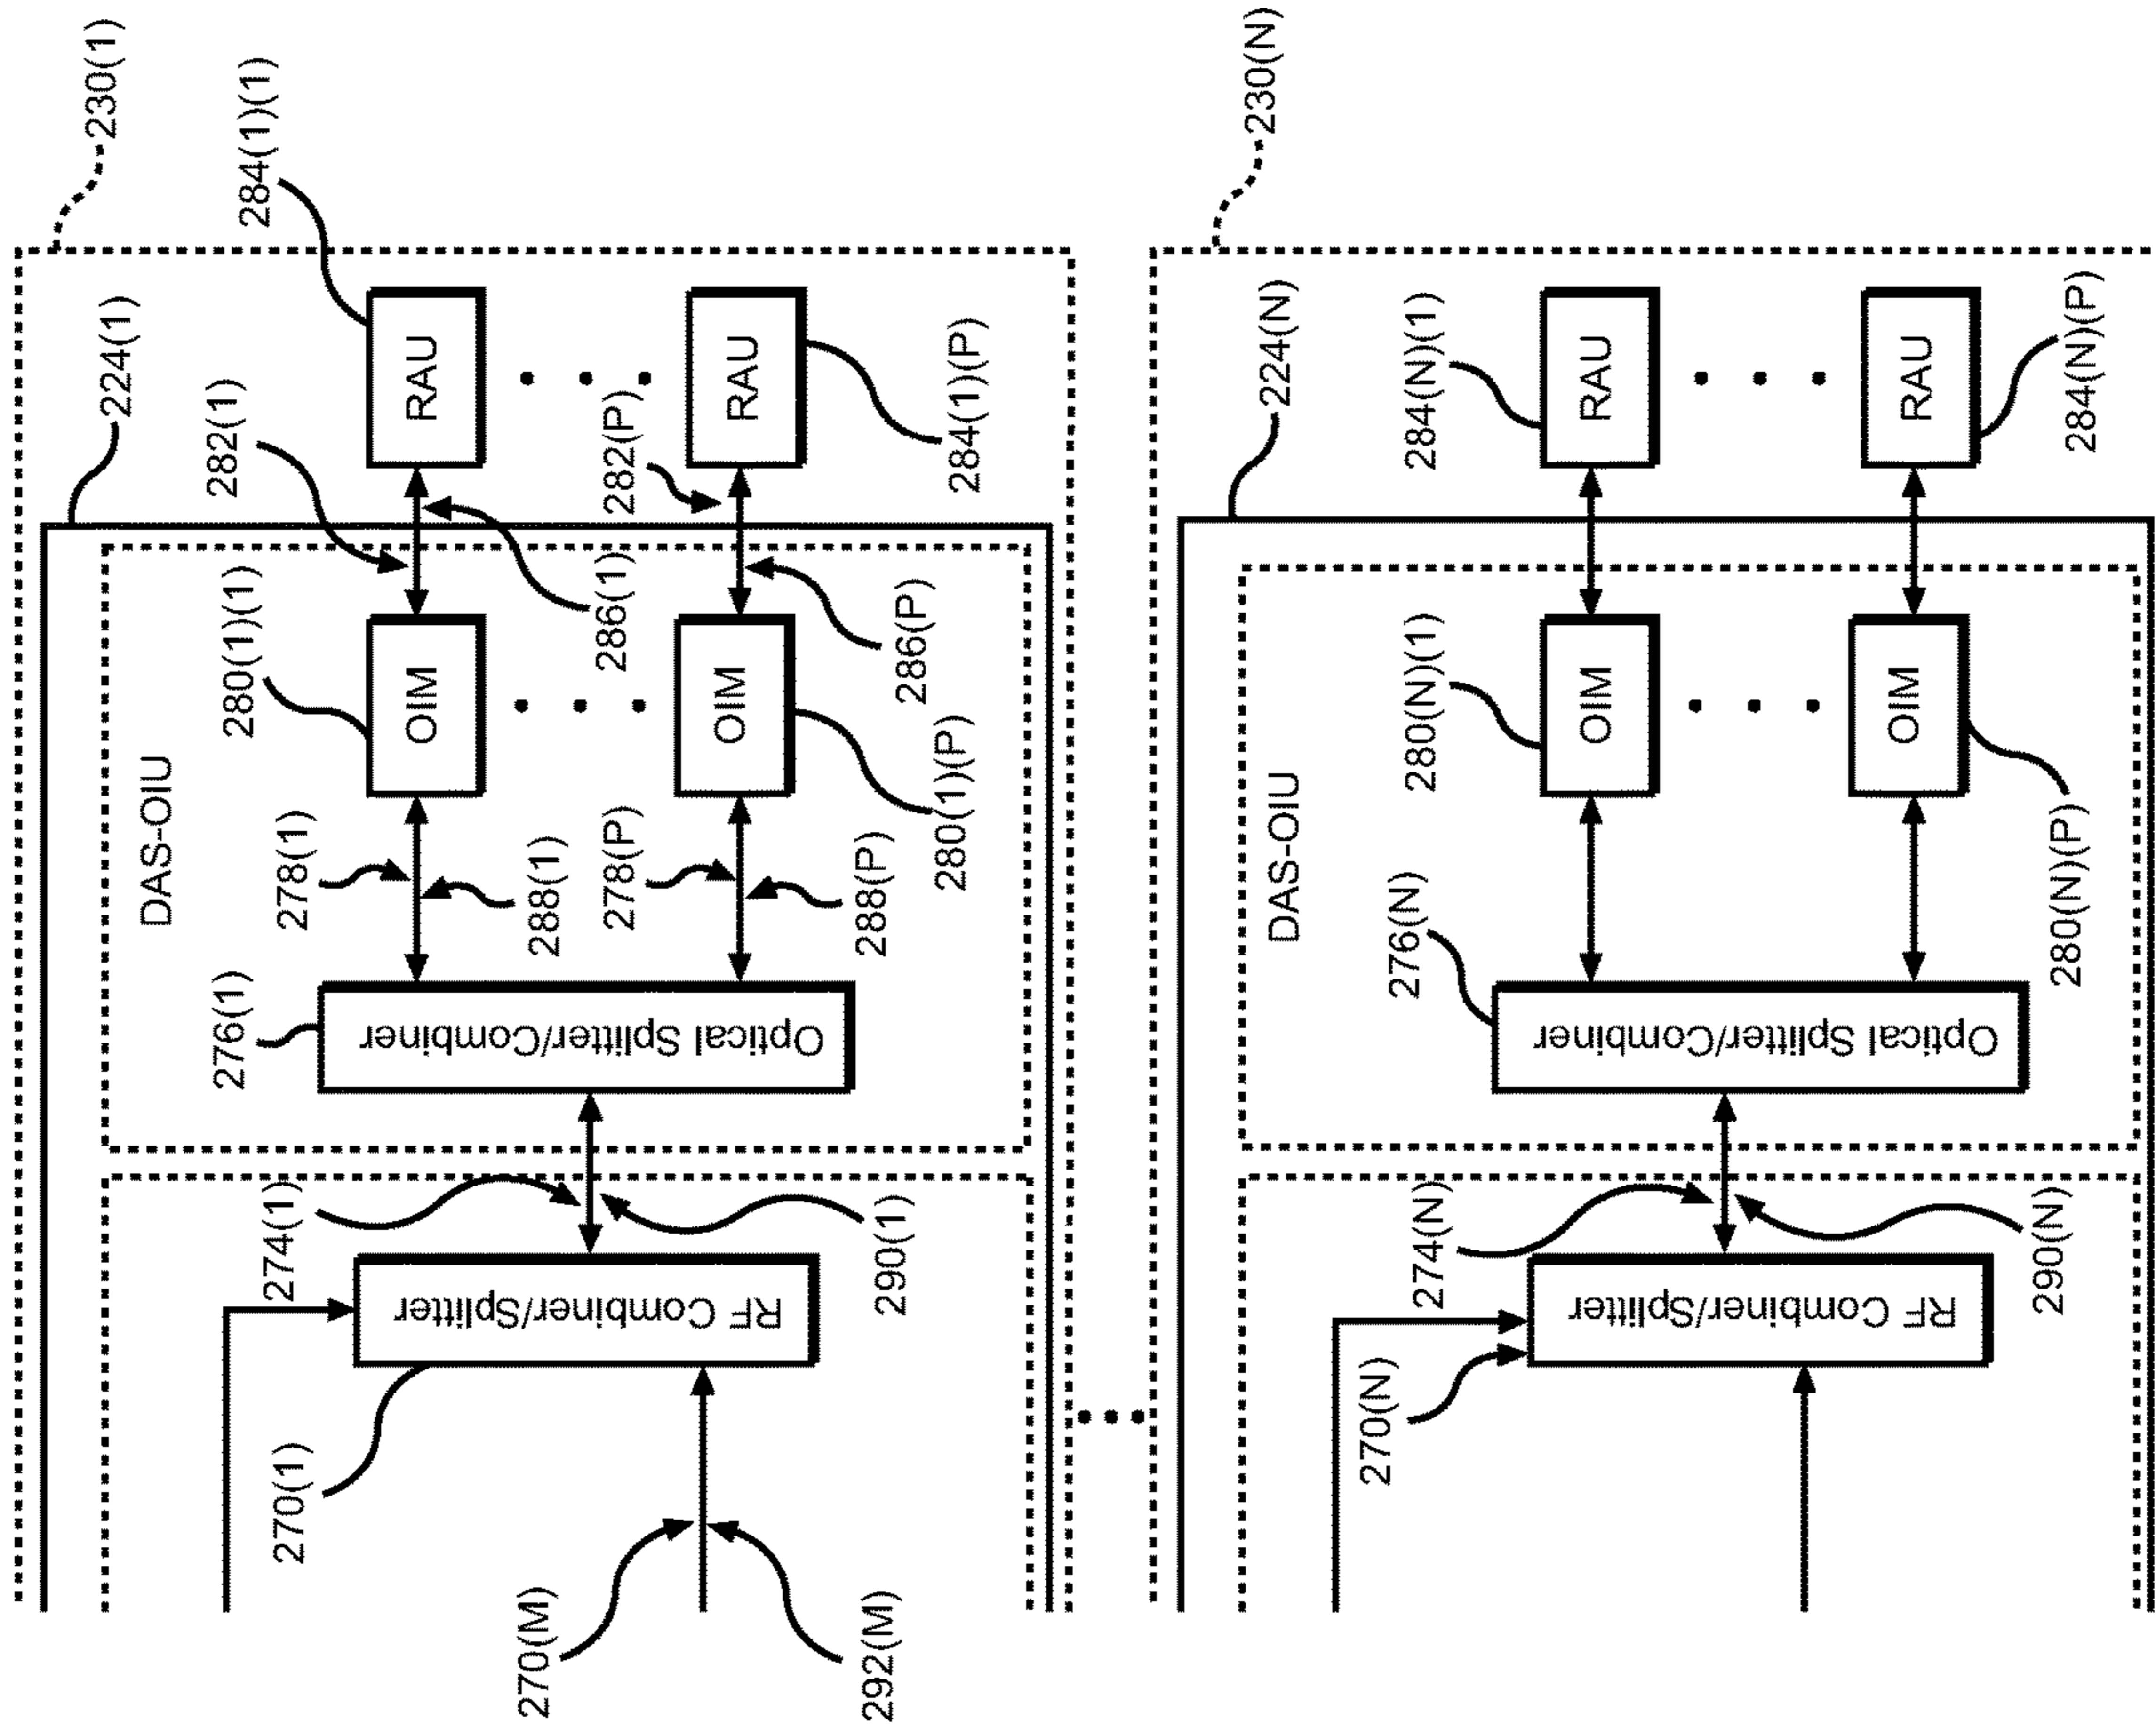 230(1)
224(1)
284(1)(1)
282(1)
RAU
282(P)
RAU
284(1)(P)
DAS-OIU
280(1)(1)
286(1)
OIM
OIM
286(P)
280(1)(P)
278(1)
288(1)
278(P)
288(P)
276(1)
Optical Splitter/Combiner
274(1)
290(1)
RF Combiner/Splitter
270(1)
270(M)
292(M)
230(N)
224(N)
284(N)(1)
RAU
RAU
284(N)(P)
DAS-OIU
280(N)(1)
OIM
OIM
280(N)(P)
276(N)
Optical Splitter/Combiner
274(N)
290(N)
RF Combiner/Splitter
270(N)